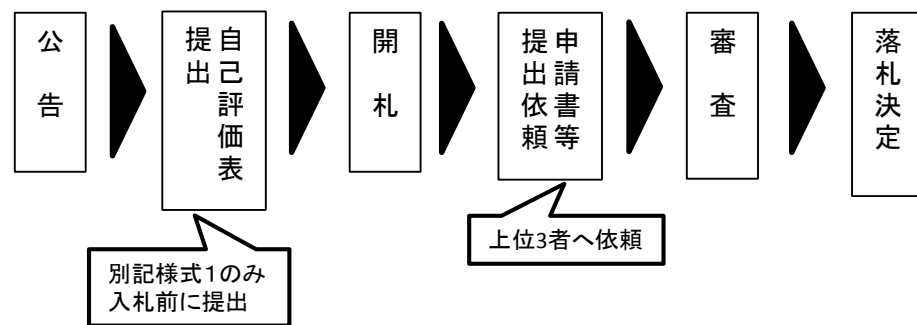 公告
自己評価表
提出
開札
申請書等
提出依頼
審査
落札決定
別記様式1のみ
入札前に提出
上位3者へ依頼